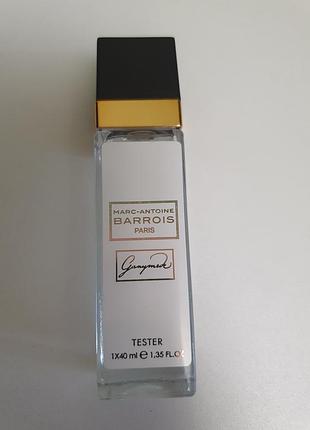 MARC-ANTOINE
BARROIS
PARIS
Ganymede
TESTER
1X40 ml ℮ 1,35 FL.OZ